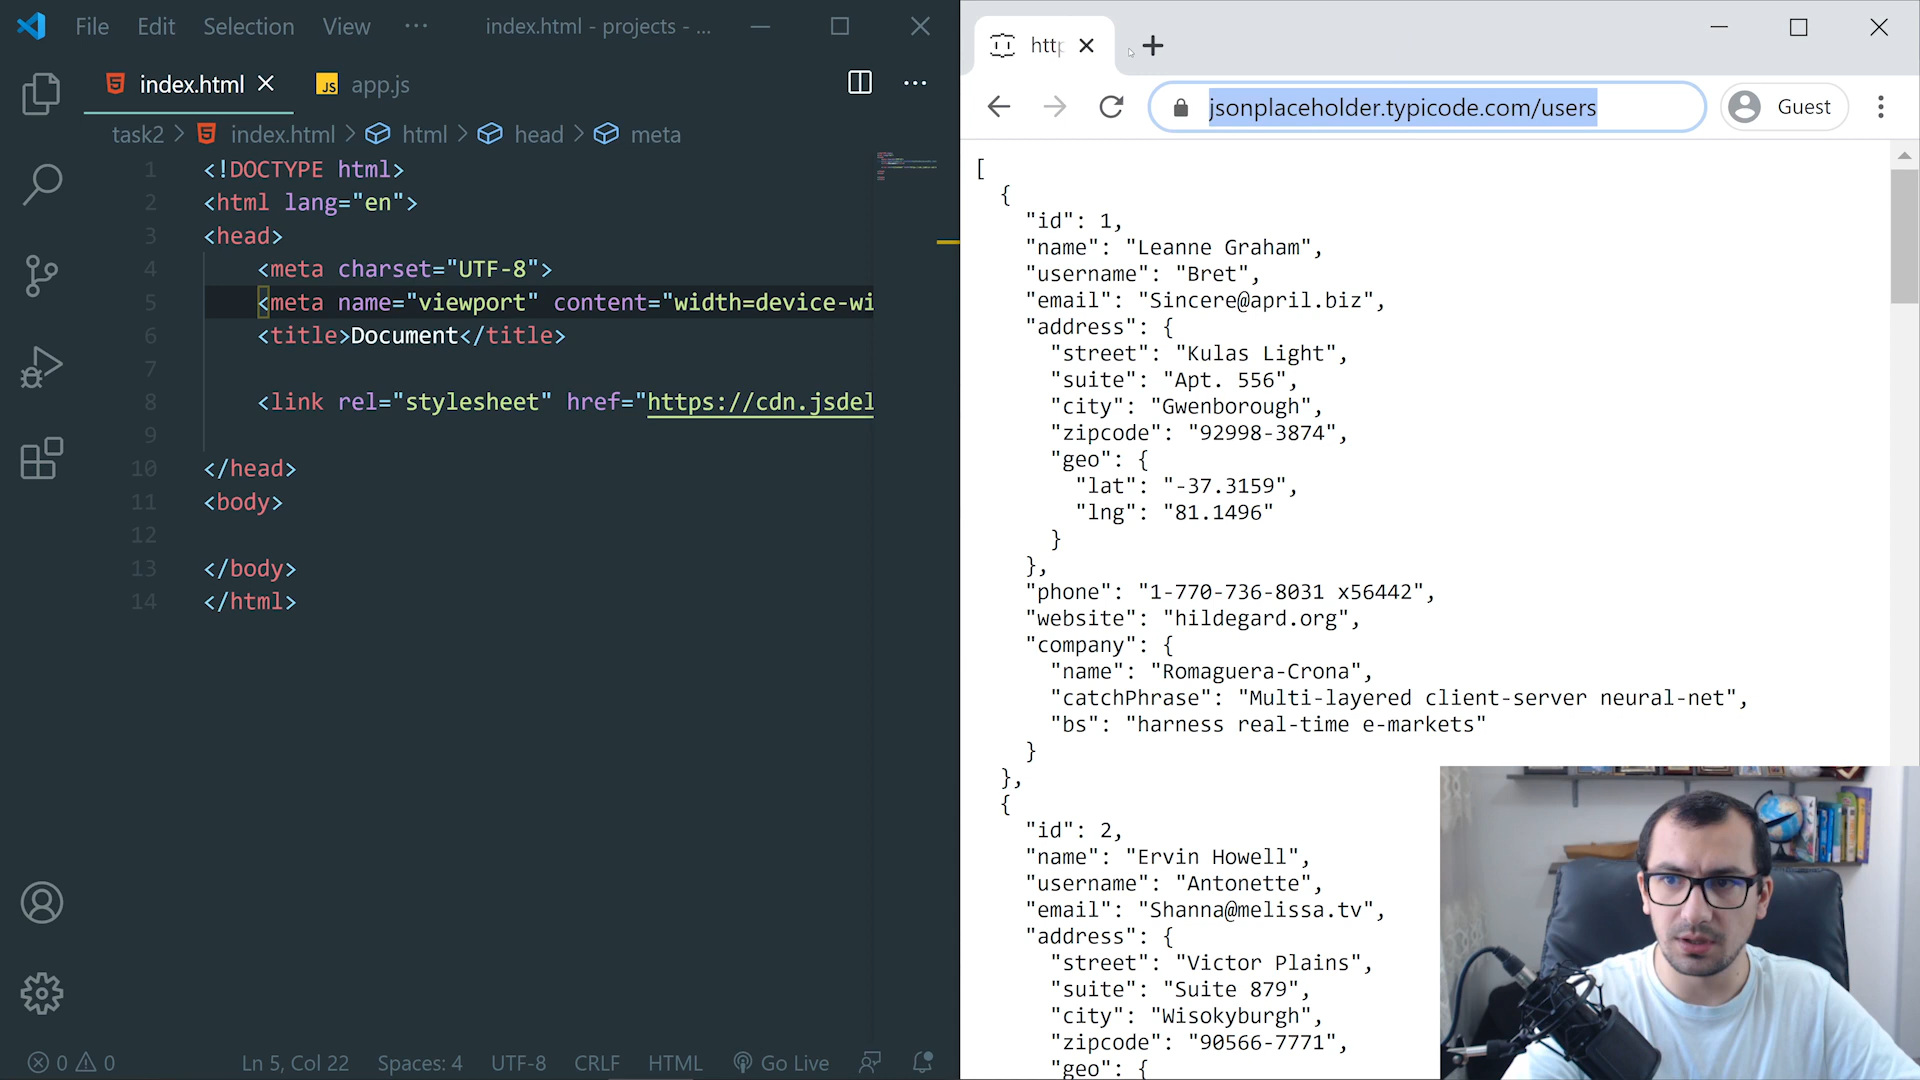 File Edit Selection View ··· index.html - projects - ...
index.html JS app.js
task2 > index.html > html > head > meta
1 <!DOCTYPE html>
2 <html lang="en">
3 <head>
4 <meta charset="UTF-8">
5 <meta name="viewport" content="width=device-wi
6 <title>Document</title>
7
8 <link rel="stylesheet" href="https://cdn.jsdel
9
10 </head>
11 <body>
12
13 </body>
14 </html>
0 0 Ln 5, Col 22 Spaces: 4 UTF-8 CRLF HTML Go Live
http
jsonplaceholder.typicode.com/users Guest
[
{
"id": 1,
"name": "Leanne Graham",
"username": "Bret",
"email": "Sincere@april.biz",
"address": {
"street": "Kulas Light",
"suite": "Apt. 556",
"city": "Gwenborough",
"zipcode": "92998-3874",
"geo": {
"lat": "-37.3159",
"lng": "81.1496"
}
},
"phone": "1-770-736-8031 x56442",
"website": "hildegard.org",
"company": {
"name": "Romaguera-Crona",
"catchPhrase": "Multi-layered client-server neural-net",
"bs": "harness real-time e-markets"
}
},
{
"id": 2,
"name": "Ervin Howell",
"username": "Antonette",
"email": "Shanna@melissa.tv",
"address": {
"street": "Victor Plains",
"suite": "Suite 879",
"city": "Wisokyburgh",
"zipcode": "90566-7771",
"geo": {